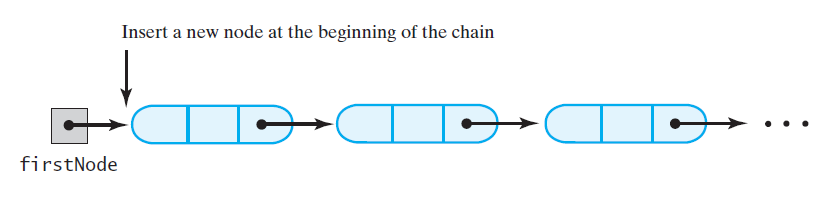 Insert a new node at the beginning of the chain
firstNode